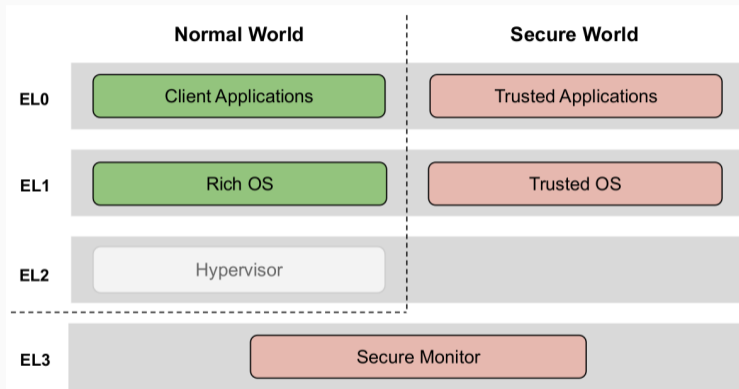 Normal World
Secure World
EL0
Client Applications
Trusted Applications
EL1
Rich OS
Trusted OS
EL2
Hypervisor
EL3
Secure Monitor